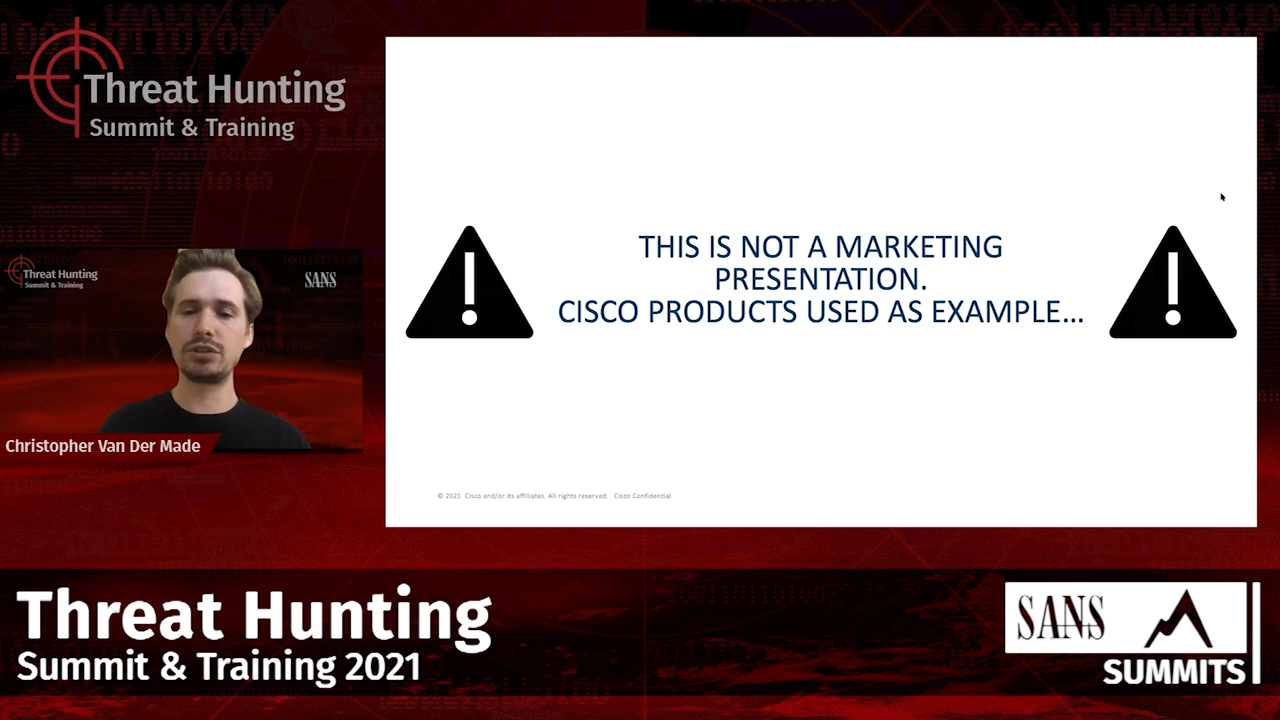 Threat Hunting
Summit & Training
Threat Hunting
Summit & Training
SANS
Christopher Van Der Made
THIS IS NOT A MARKETING
PRESENTATION.
CISCO PRODUCTS USED AS EXAMPLE...
© 2021 Cisco and/or its affiliates. All rights reserved. Cisco Confidential
Threat Hunting
Summit & Training 2021
SANS
SUMMITS